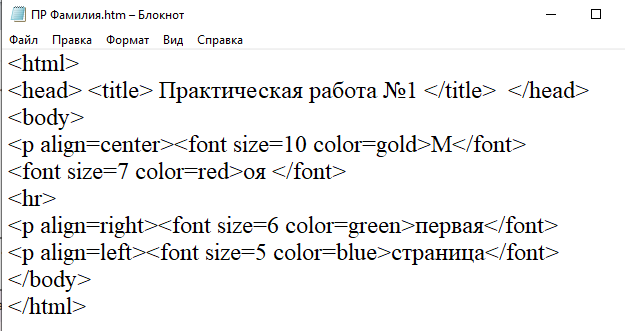 ПР Фамилия.htm – Блокнот
Файл Правка Формат Вид Справка
<html>
<head> <title> Практическая работа №1 </title>  </head>
<body>
<p align=center><font size=10 color=gold>М</font>
<font size=7 color=red>оя </font>
<hr>
<p align=right><font size=6 color=green>первая</font>
<p align=left><font size=5 color=blue>страница</font>
</body>
</html>